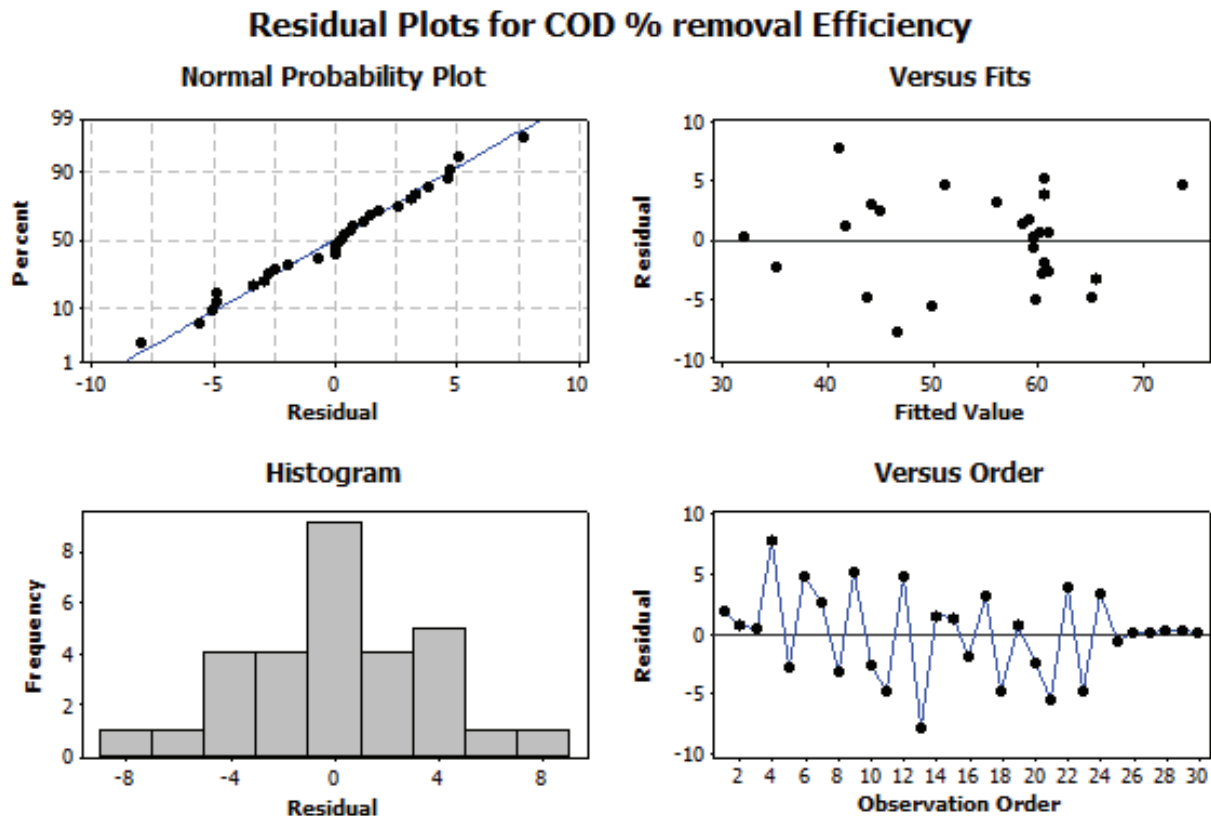 Residual Plots for COD % removal Efficiency
Normal Probability Plot
Percent
99
90
50
10
1
-10
-5
0
5
10
Residual
Versus Fits
Residual
10
5
0
-5
-10
30
40
50
60
70
Fitted Value
Histogram
Frequency
8
6
4
2
0
-8
-4
0
4
8
Residual
Versus Order
Residual
10
5
0
-5
-10
2 4 6 8 10 12 14 16 18 20 22 24 26 28 30
Observation Order